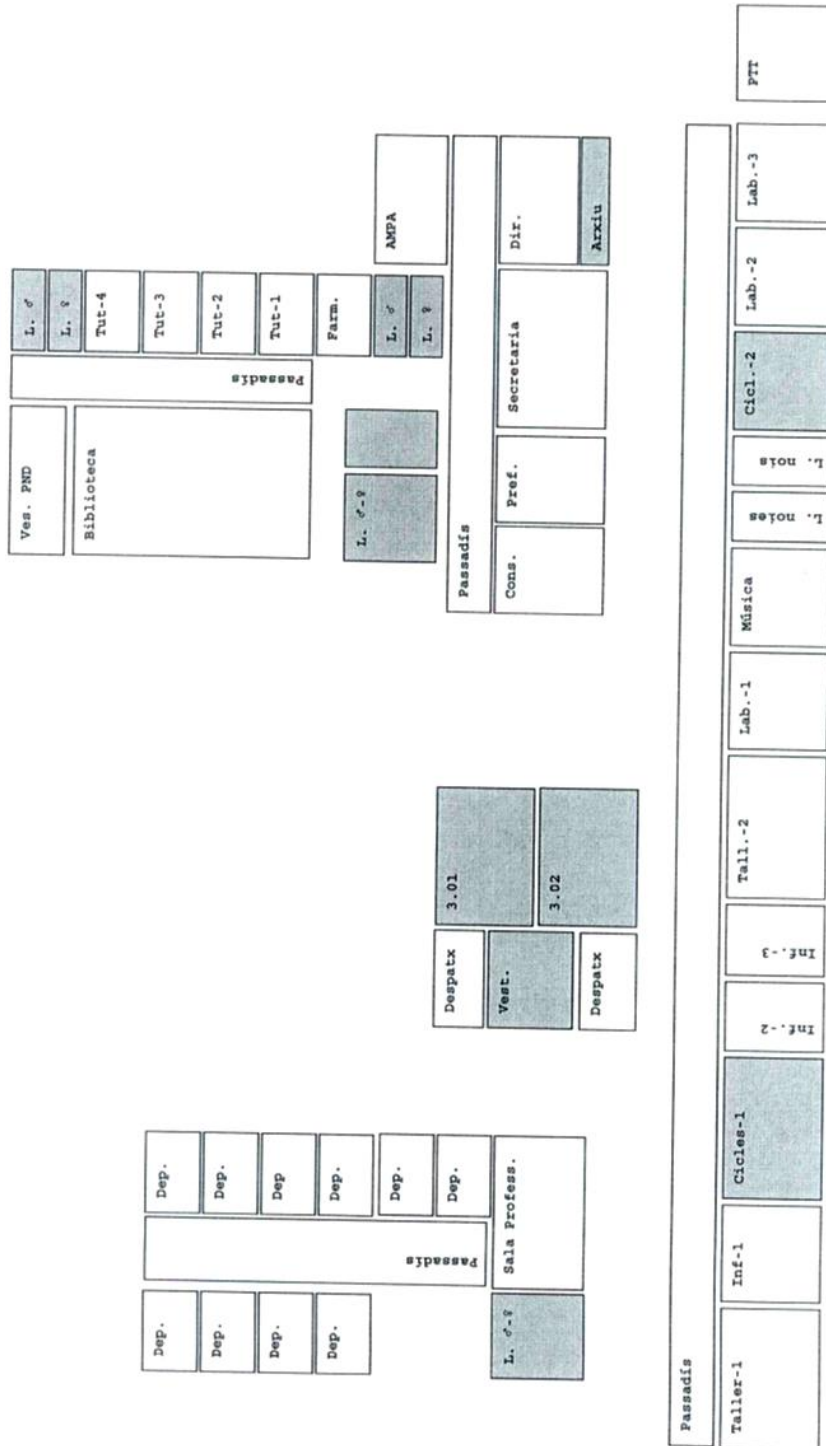 Ves. PND
L. ♂
L. ♀
Biblioteca
Tut-4
Dep.
Dep.
Tut-3
Dep.
Dep.
Tut-2
Passadís
Dep.
Dep
Tut-1
Dep.
Dep.
Farm.
L. ♂-♀
Dep.
L. ♂
AMPA
L. ♀
Dep.
Passadís
Despatx
3.01
Passadís
L. ♂-♀
Sala Profess.
Vest.
Cons.
Pref.
Secretaria
Dir.
3.02
Despatx
Arxiu
Passadís
Taller-1
Inf-1
Cicles-1
Inf.-2
Inf.-3
Tall.-2
Lab.-1
Música
L. noies
L. nois
Cicl.-2
Lab.-2
Lab.-3
PTT